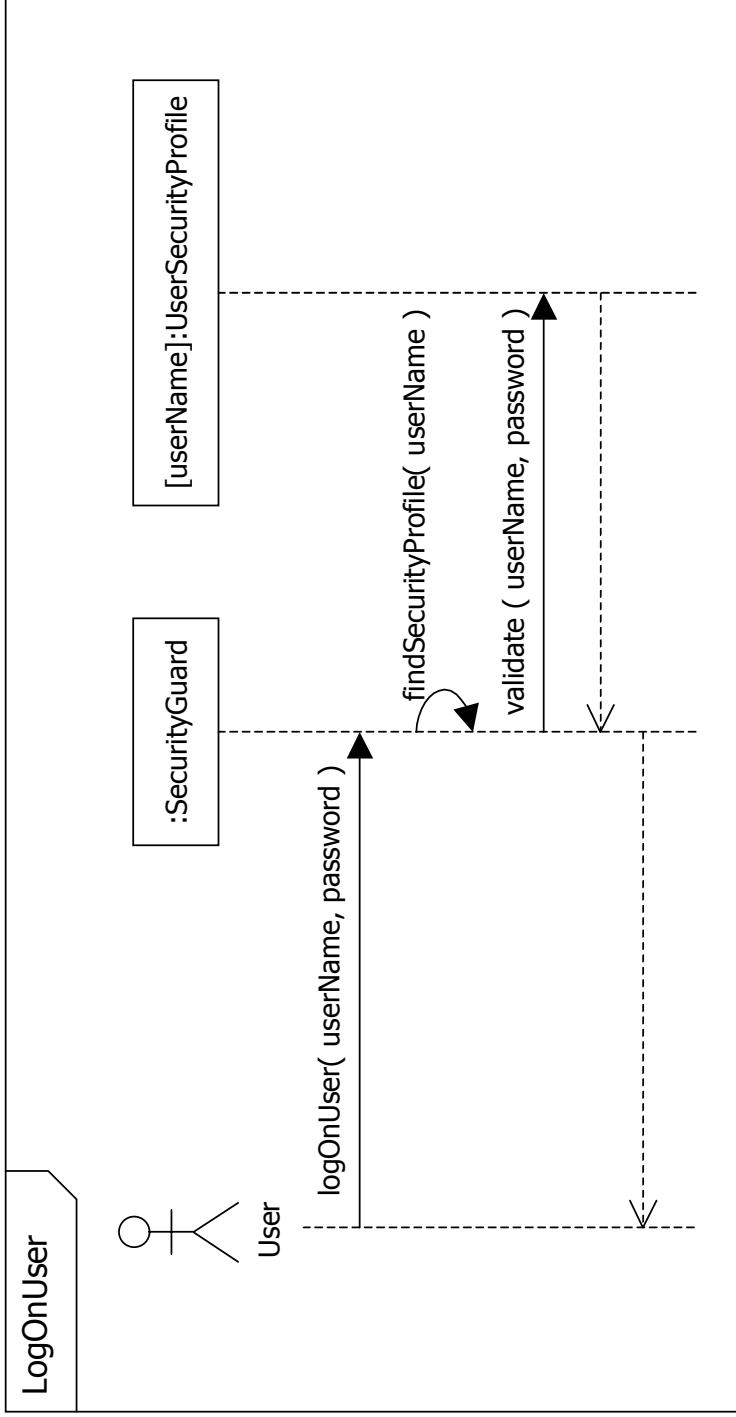 LogOnUser
User
:SecurityGuard
[userName]:UserSecurityProfile
logOnUser( userName, password )
findSecurityProfile( userName )
validate ( userName, password )